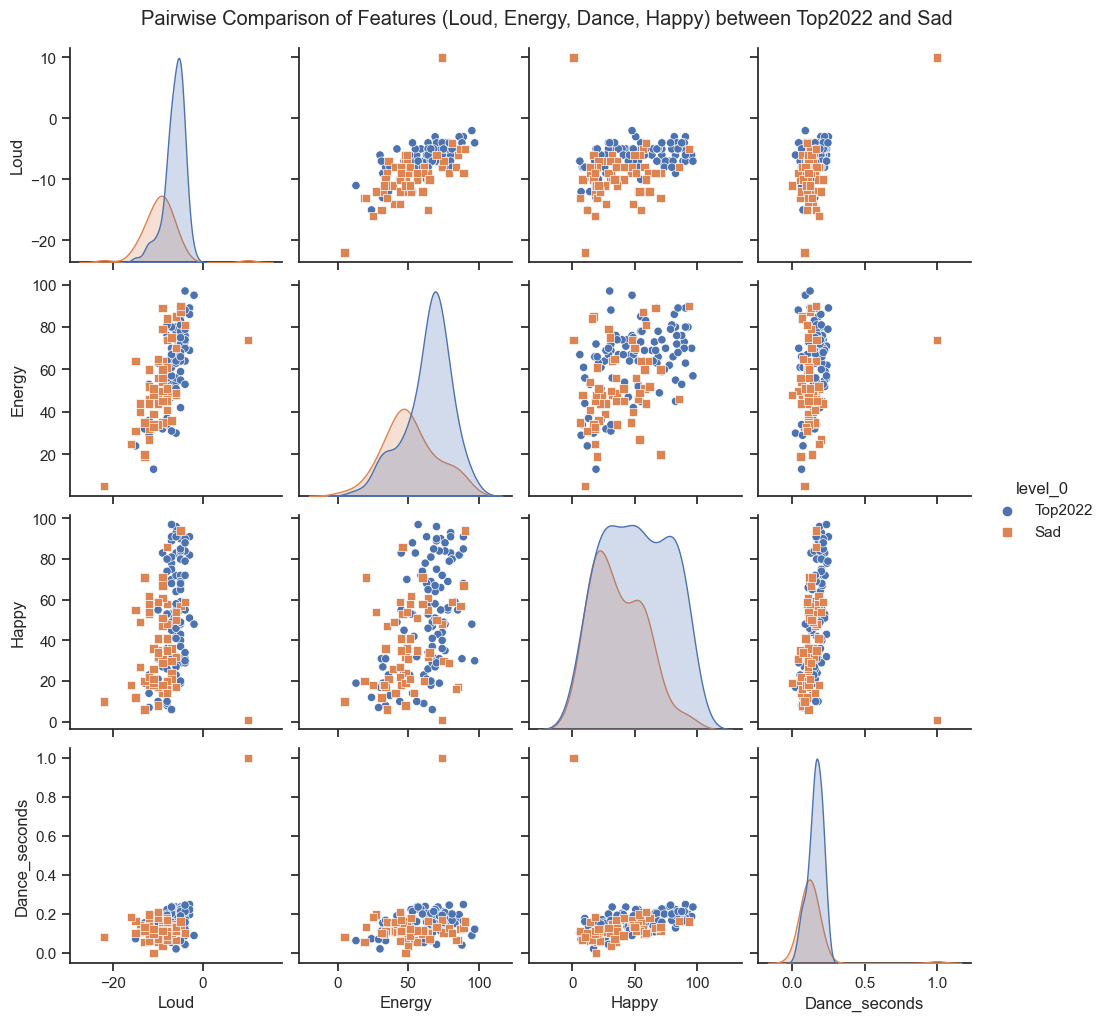 Pairwise Comparison of Features (Loud, Energy, Dance, Happy) between Top2022 and Sad
10
0
−10
−20
Loud
100
80
60
40
20
Energy
level_0
Top2022
Sad
100
80
60
40
20
0
Happy
1.0
0.8
0.6
0.4
0.2
0.0
Dance_seconds
−20 0
Loud
0 50 100
Energy
0 50 100
Happy
0.0 0.5 1.0
Dance_seconds